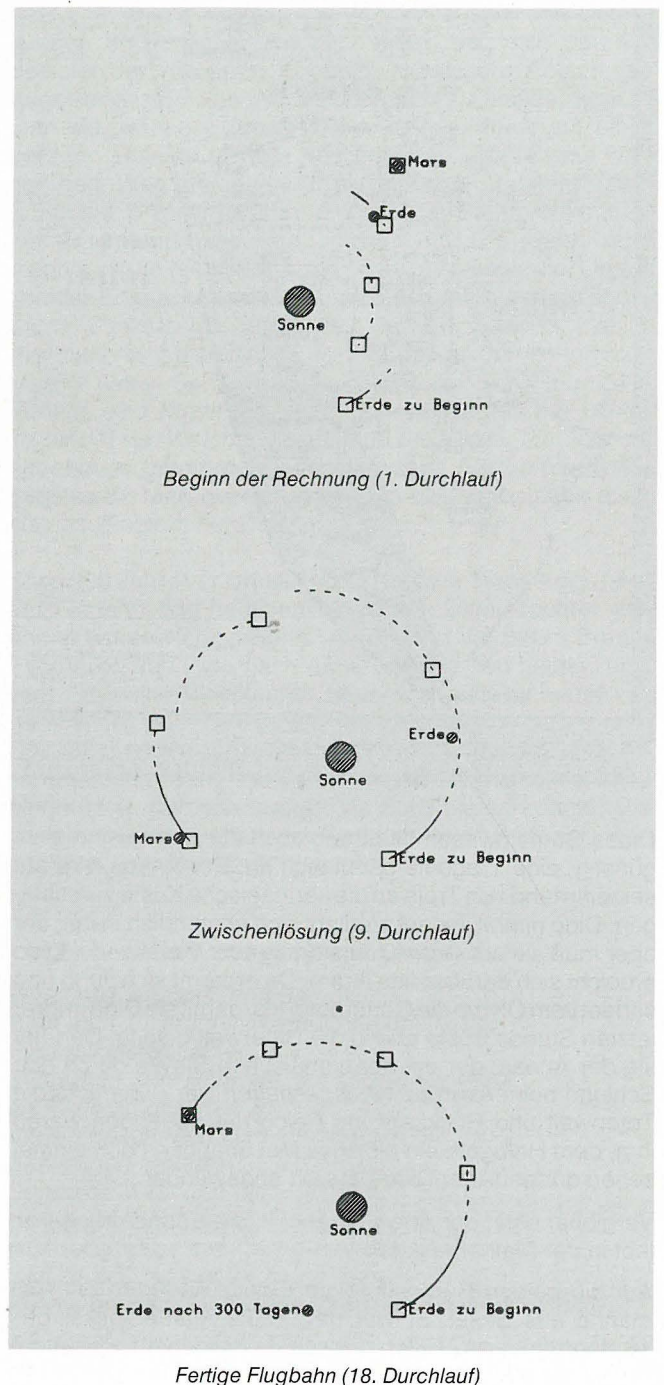 Mars
Erde
Sonne
Erde zu Beginn
Beginn der Rechnung (1. Durchlauf)
Erde
Sonne
Mars
Erde zu Beginn
Zwischenlösung (9. Durchlauf)
Mars
Sonne
Erde nach 300 Tagen
Erde zu Beginn
Fertige Flugbahn (18. Durchlauf)